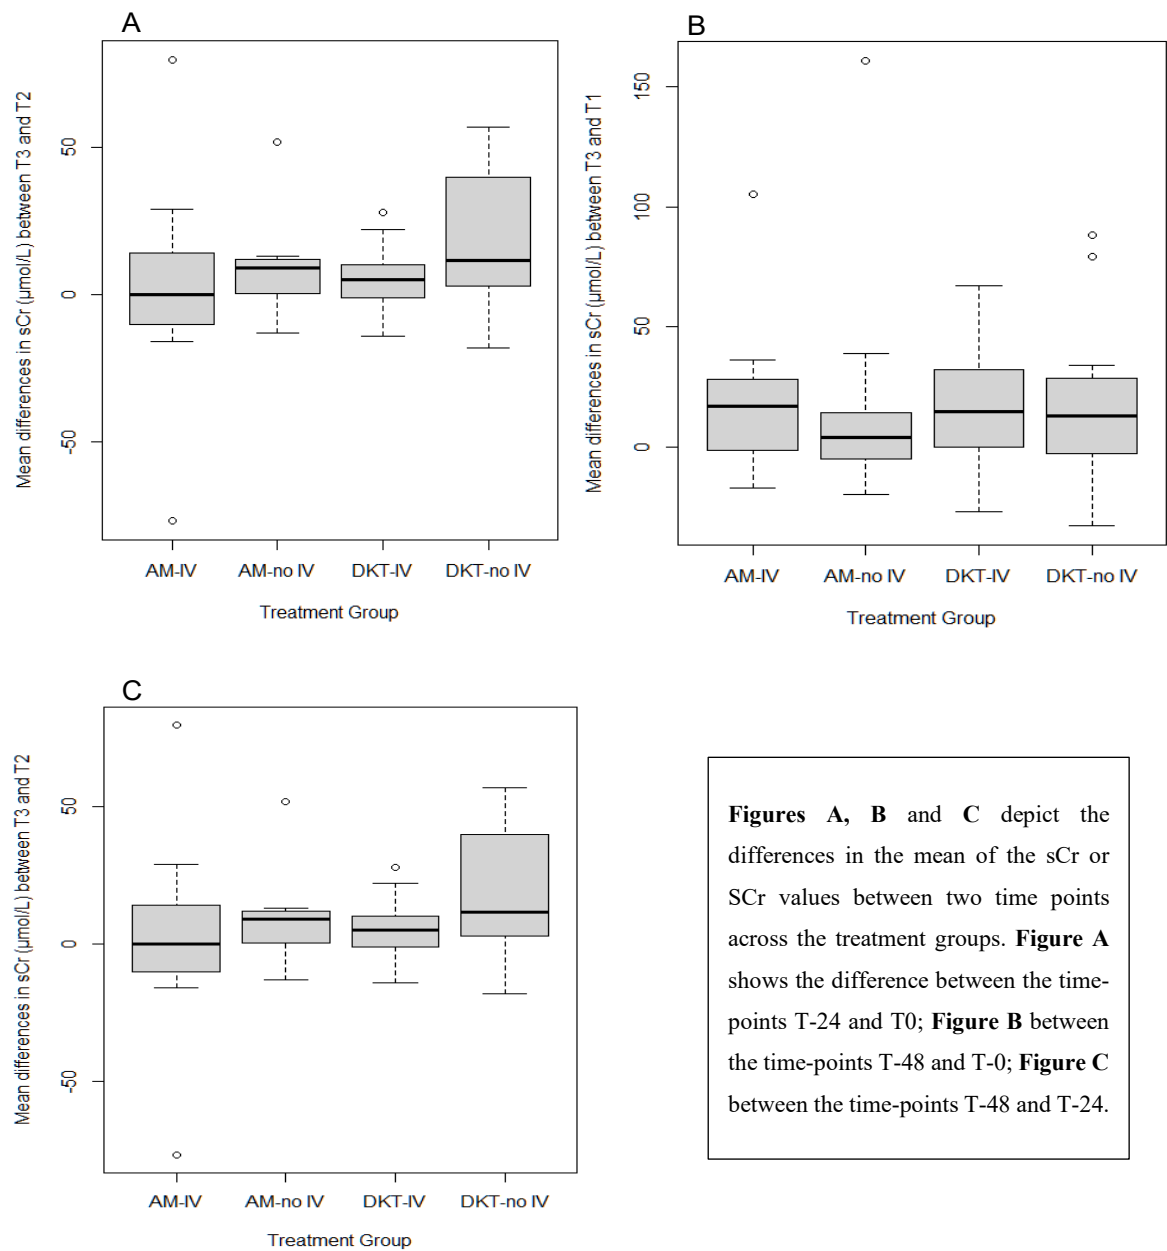 A
Mean differences in sCr (μmol/L) between T3 and T2
50
0
-50
AM-IV AM-no IV DKT-IV DKT-no IV
Treatment Group
B
Mean differences in sCr (μmol/L) between T3 and T1
150
100
50
0
AM-IV AM-no IV DKT-IV DKT-no IV
Treatment Group
C
Mean differences in sCr (μmol/L) between T3 and T2
50
0
-50
AM-IV AM-no IV DKT-IV DKT-no IV
Treatment Group
Figures A, B and C depict the
differences in the mean of the sCr or
SCr values between two time points
across the treatment groups. Figure A
shows the difference between the time-
points T-24 and T0; Figure B between
the time-points T-48 and T-0; Figure C
between the time-points T-48 and T-24.